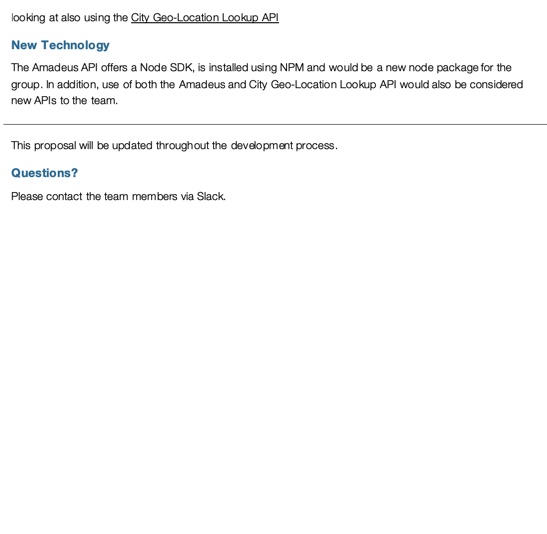 looking at also using the City Geo-Location Lookup API
New Technology
The Amadeus API offers a Node SDK, is installed using NPM and would be a new node package for the
group. In addition, use of both the Amadeus and City Geo-Location Lookup API would also be considered
new APIs to the team.
This proposal will be updated throughout the development process.
Questions?
Please contact the team members via Slack.